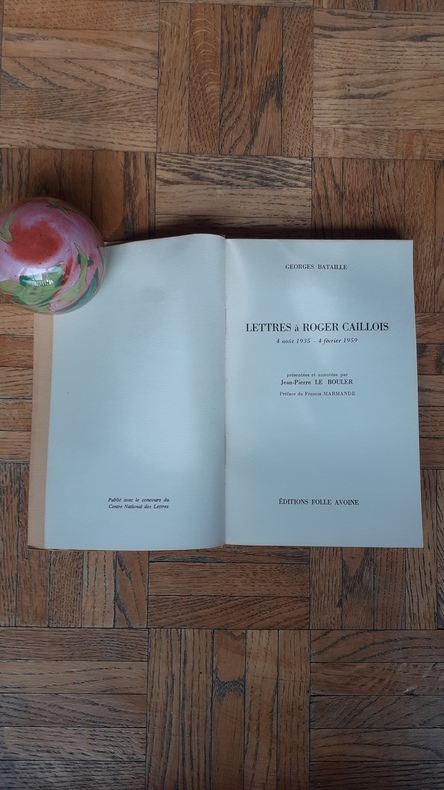 Publié avec le concours du
Centre National des Lettres
GEORGES BATAILLE
LETTRES à ROGER CAILLOIS
4 août 1935 - 4 février 1959
présentées et annotées par
Jean-Pierre LE BOULER
Préface de Francis MARMANDE
ÉDITIONS FOLLE AVOINE